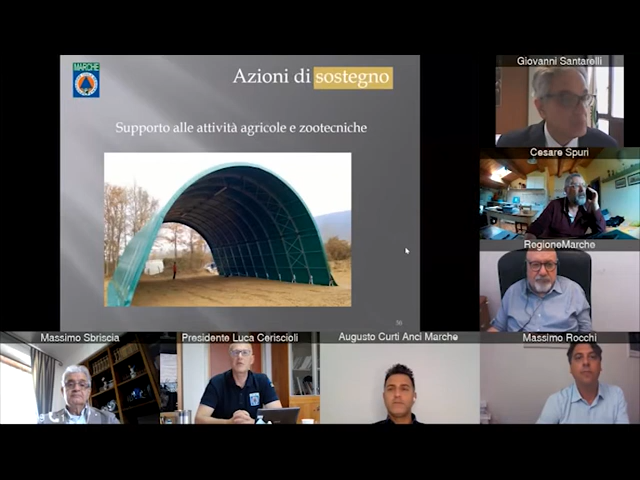 MARCHE
Azioni di sostegno
Supporto alle attività agricole e zootecniche
36
Giovanni Santarelli
Cesare Spuri
RegioneMarche
Massimo Sbriscia
Presidente Luca Ceriscioli
Augusto Curti Anci Marche
Massimo Rocchi